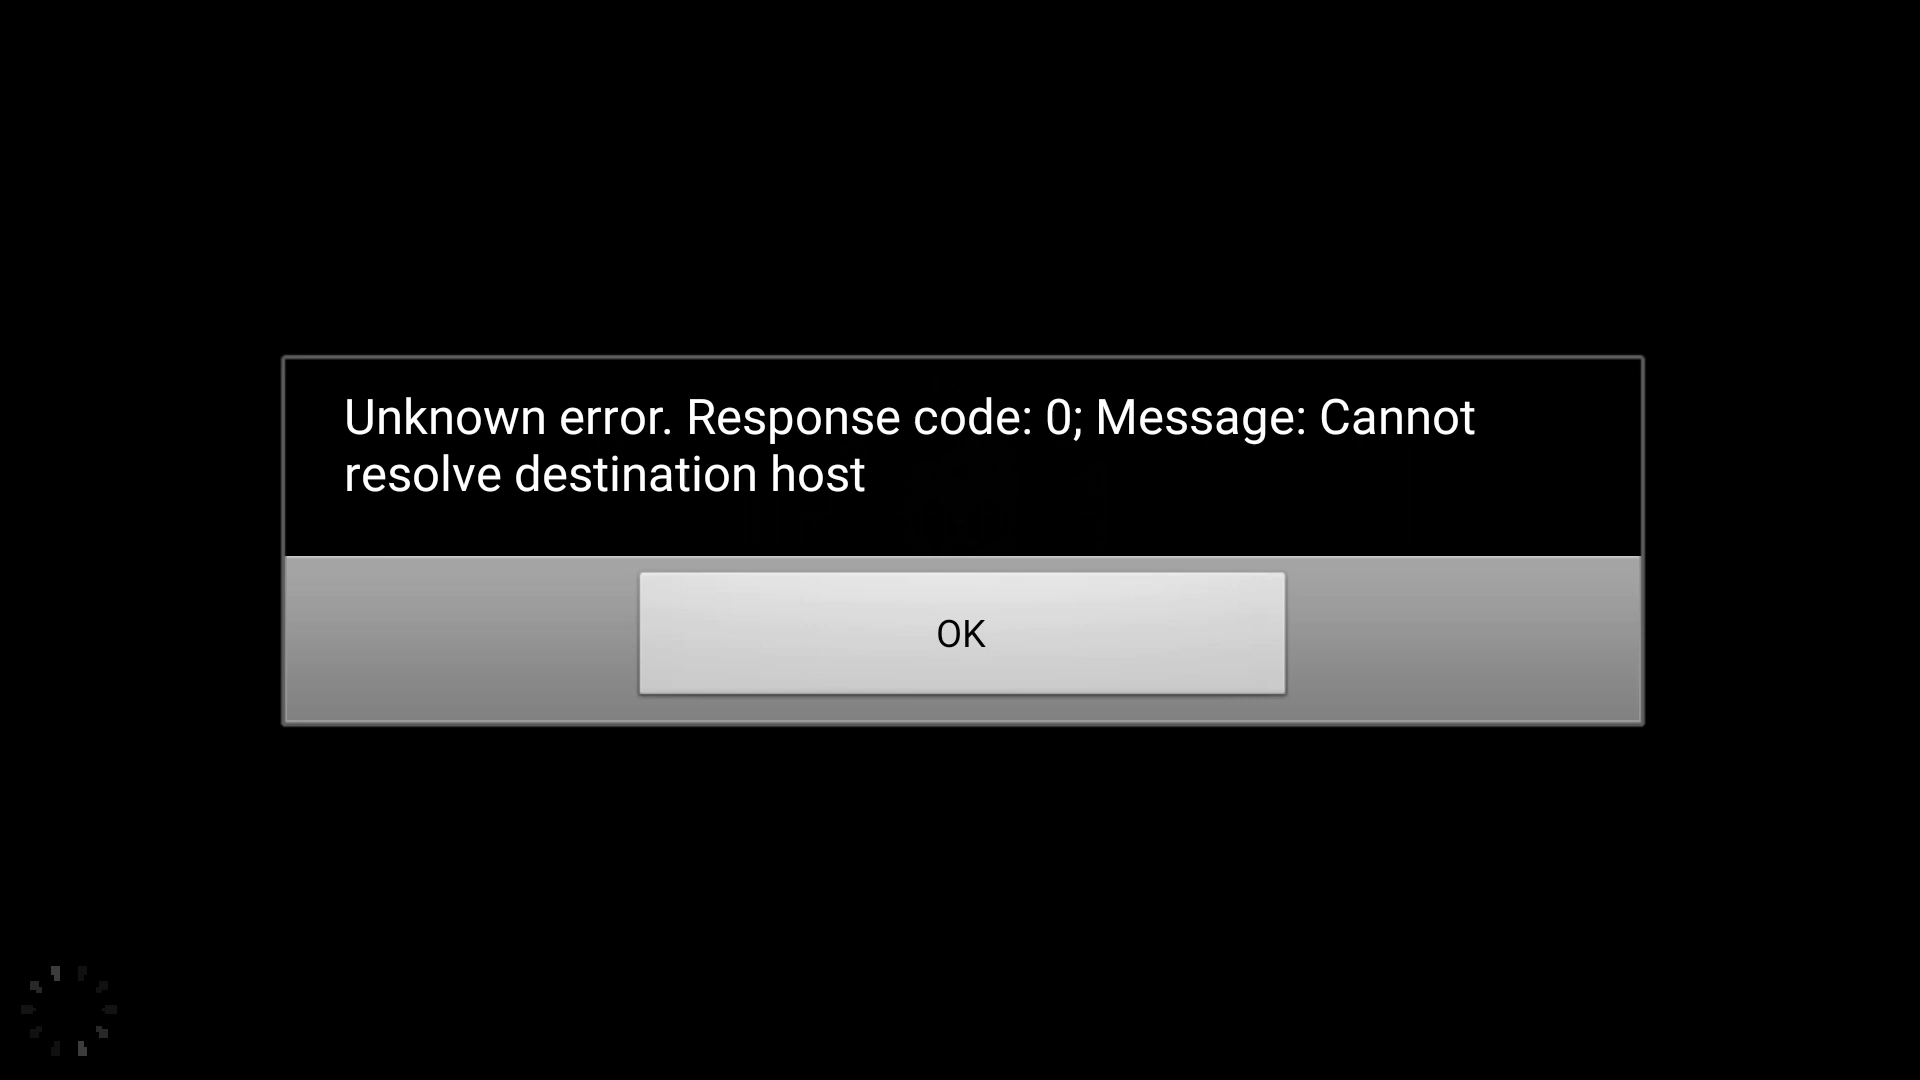 Unknown error. Response code: 0; Message: Cannot
resolve destination host
OK